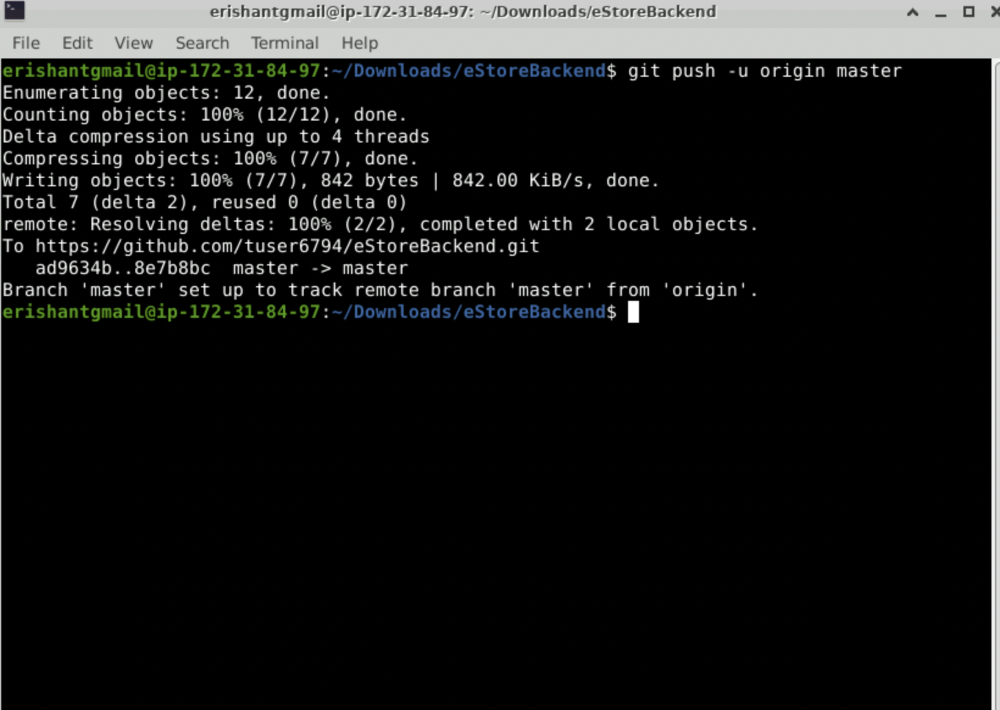 erishantgmail@ip-172-31-84-97: ~/Downloads/eStoreBackend
File Edit View Search Terminal Help
erishantgmail@ip-172-31-84-97:~/Downloads/eStoreBackend$ git push -u origin master
Enumerating objects: 12, done.
Counting objects: 100% (12/12), done.
Delta compression using up to 4 threads
Compressing objects: 100% (7/7), done.
Writing objects: 100% (7/7), 842 bytes | 842.00 KiB/s, done.
Total 7 (delta 2), reused 0 (delta 0)
remote: Resolving deltas: 100% (2/2), completed with 2 local objects.
To https://github.com/tuser6794/eStoreBackend.git
   ad9634b..8e7b8bc  master -> master
Branch 'master' set up to track remote branch 'master' from 'origin'.
erishantgmail@ip-172-31-84-97:~/Downloads/eStoreBackend$